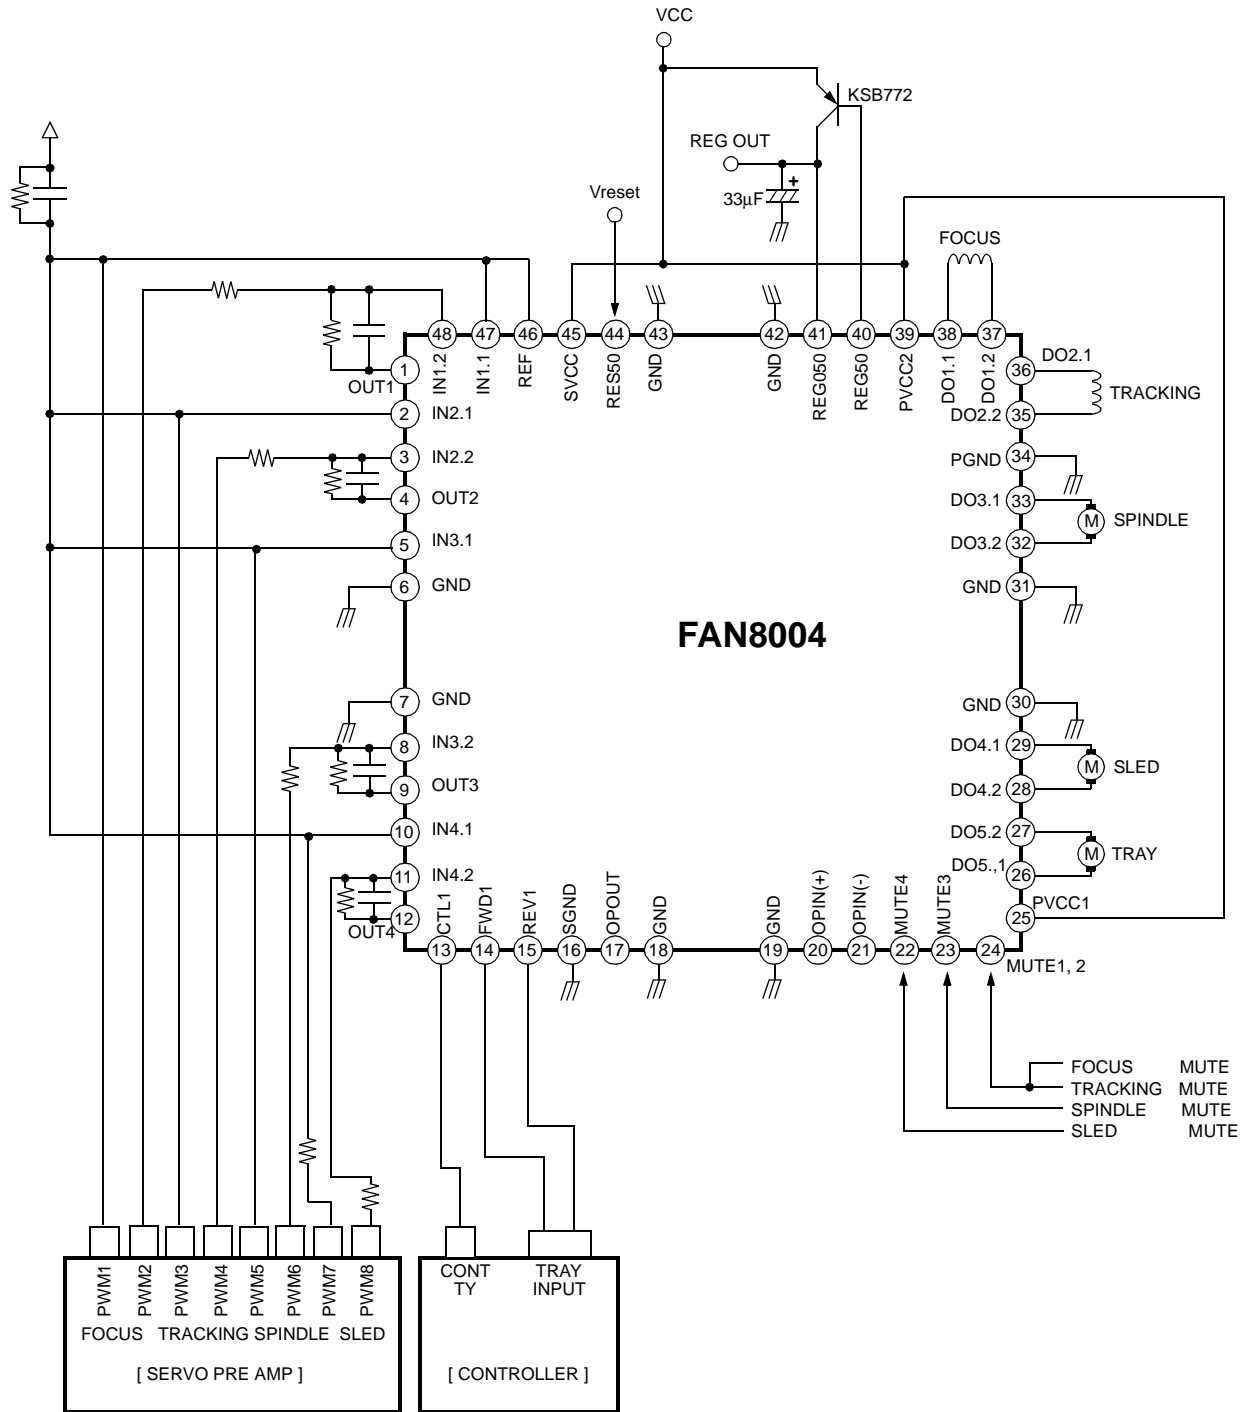 VCC
KSB772
REG OUT
Vreset
33µF
+
FOCUS
48 47 46 45 44 43 42 41 40 39 38 37
IN1.2
IN1.1
REF
SVCC
RES50
GND
GND
REG050
REG50
PVCC2
DO1.1
DO1.2
1 OUT1
2 IN2.1
3 IN2.2
4 OUT2
5 IN3.1
6 GND
7 GND
8 IN3.2
9 OUT3
10 IN4.1
11 IN4.2
12 OUT4
FAN8004
36 DO2.1
TRACKING
DO2.2 35
PGND 34
DO3.1 33
M SPINDLE
DO3.2 32
GND 31
GND 30
DO4.1 29
M SLED
DO4.2 28
DO5.2 27
M TRAY
DO5.,1 26
PVCC1
25
CTL1
FWD1
REV1
SGND
OPOUT
GND
GND
OPIN(+)
OPIN(-)
MUTE4
MUTE3
13 14 15 16 17 18 19 20 21 22 23 24
MUTE1, 2
FOCUS MUTE
TRACKING MUTE
SPINDLE MUTE
SLED MUTE
PWM1
PWM2
PWM3
PWM4
PWM5
PWM6
PWM7
PWM8
FOCUS TRACKING SPINDLE SLED
[ SERVO PRE AMP ]
CONT
TY
TRAY
INPUT
[ CONTROLLER ]